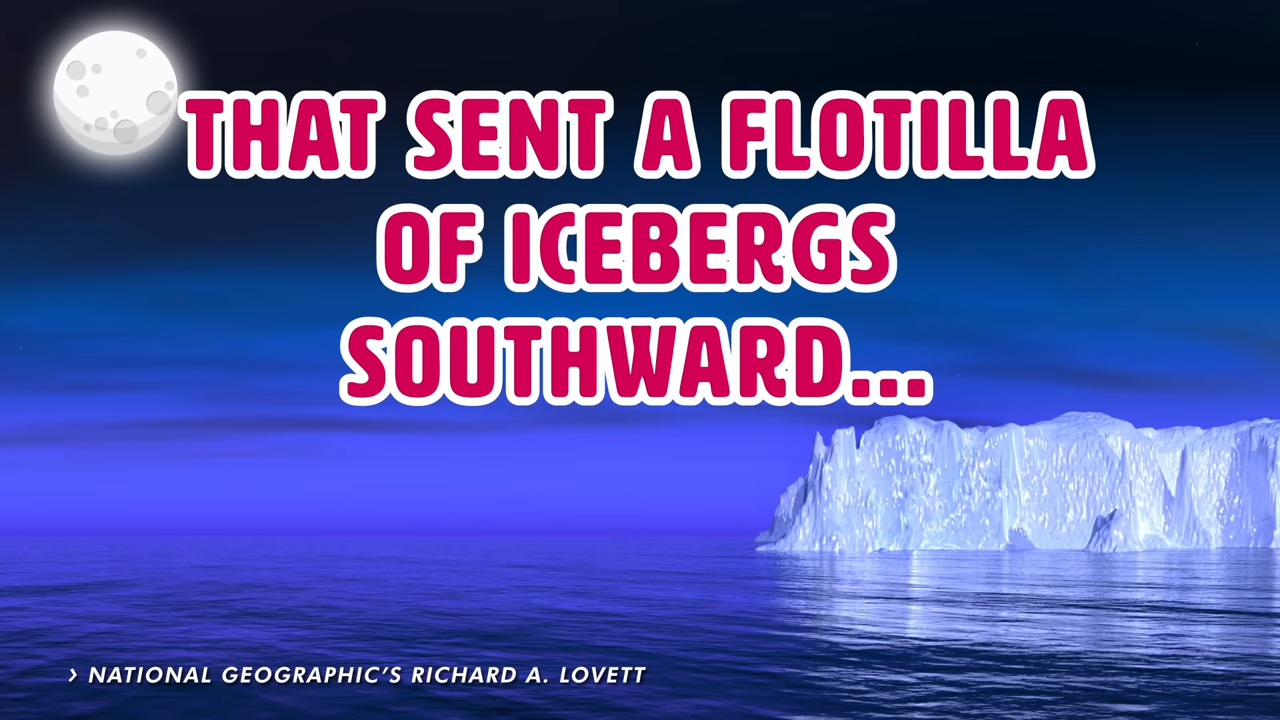 THAT SENT A FLOTILLA
OF ICEBERGS
SOUTHWARD...
› NATIONAL GEOGRAPHIC’S RICHARD A. LOVETT